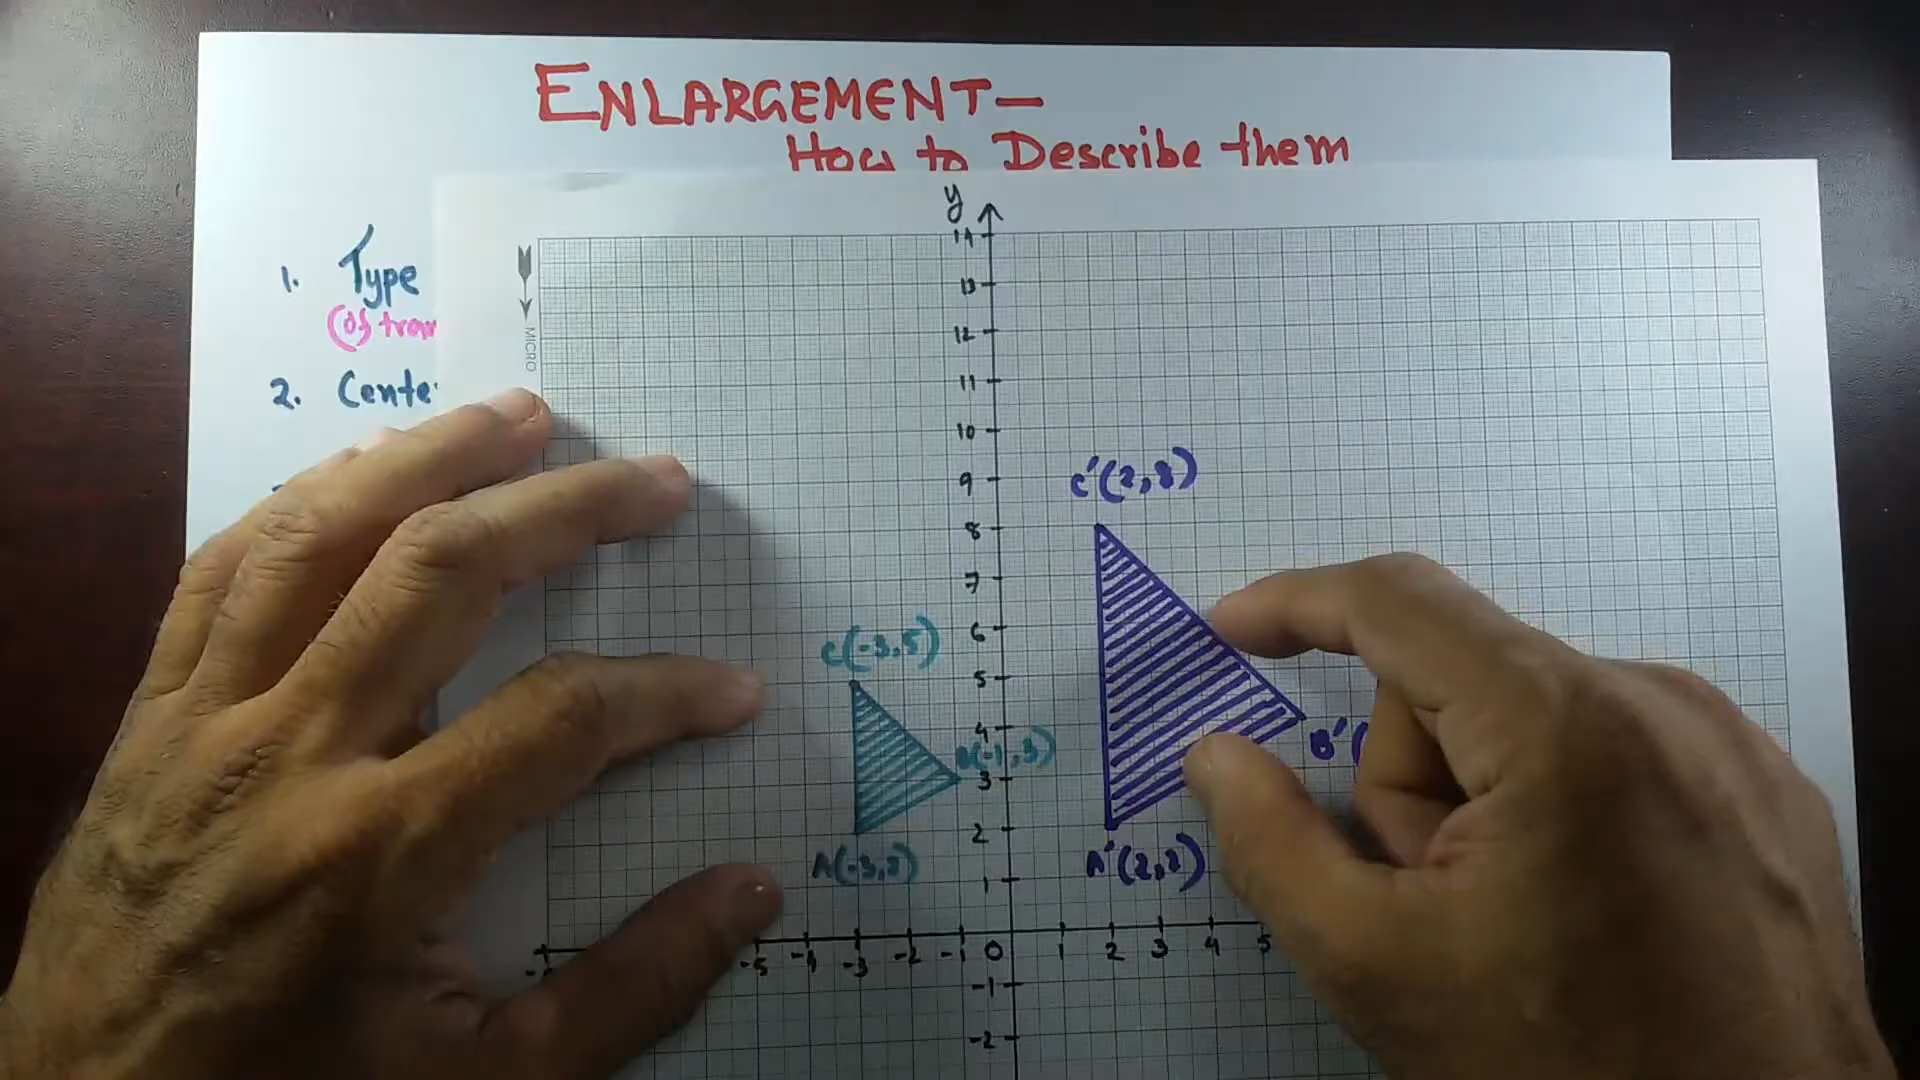 ENLARGEMENT—
How to Describe them
1. Type
(of tran
2. Cente
MICRO
y
14
13
12
11
10
9
8
7
6
5
4
3
2
1
C'(2,8)
C(-3,5)
B(-1,3)
B'(
A(-3,2)
A'(2,2)
-5 -4 -3 -2 -1 0 1 2 3 4 5
-1
-2